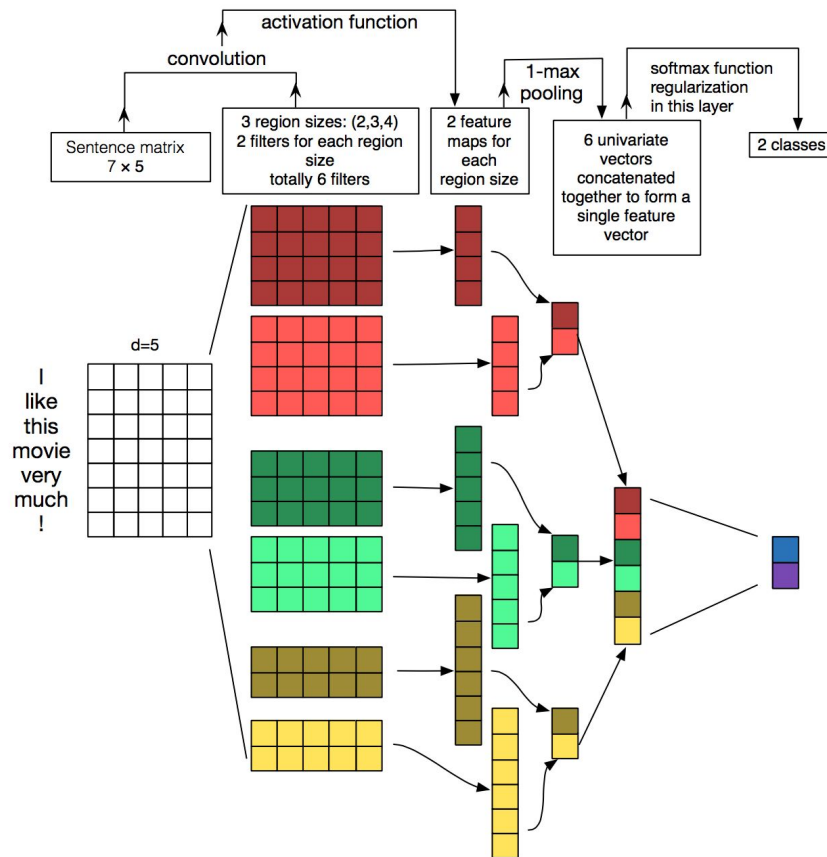 activation function
convolution
1-max
pooling
softmax function
regularization
in this layer
Sentence matrix
7 × 5
3 region sizes: (2,3,4)
2 filters for each region
size
totally 6 filters
2 feature
maps for
each
region size
6 univariate
vectors
concatenated
together to form a
single feature
vector
2 classes
d=5
I
like
this
movie
very
much
!